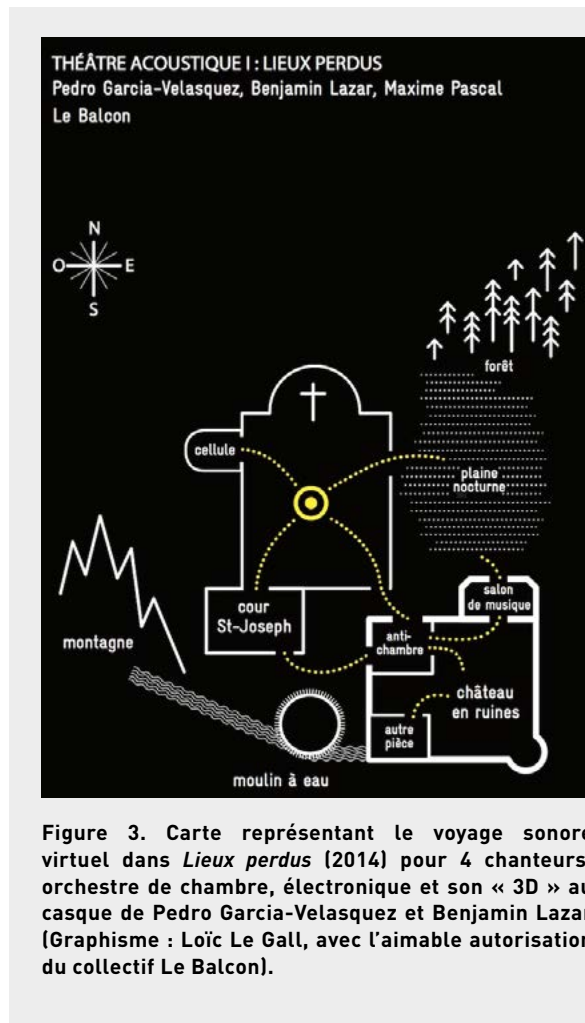 THÉÂTRE ACOUSTIQUE I : LIEUX PERDUS
Pedro Garcia-Velasquez, Benjamin Lazar, Maxime Pascal
Le Balcon
N
O E
S
forêt
cellule
plaine
nocturne
salon
de musique
cour
St-Joseph
anti-
chambre
montagne
château
en ruines
autre
pièce
moulin à eau
Figure 3. Carte représentant le voyage sonore
virtuel dans Lieux perdus (2014) pour 4 chanteurs
orchestre de chambre, électronique et son « 3D » au
casque de Pedro Garcia-Velasquez et Benjamin Lazar
(Graphisme : Loïc Le Gall, avec l'aimable autorisation
du collectif Le Balcon).